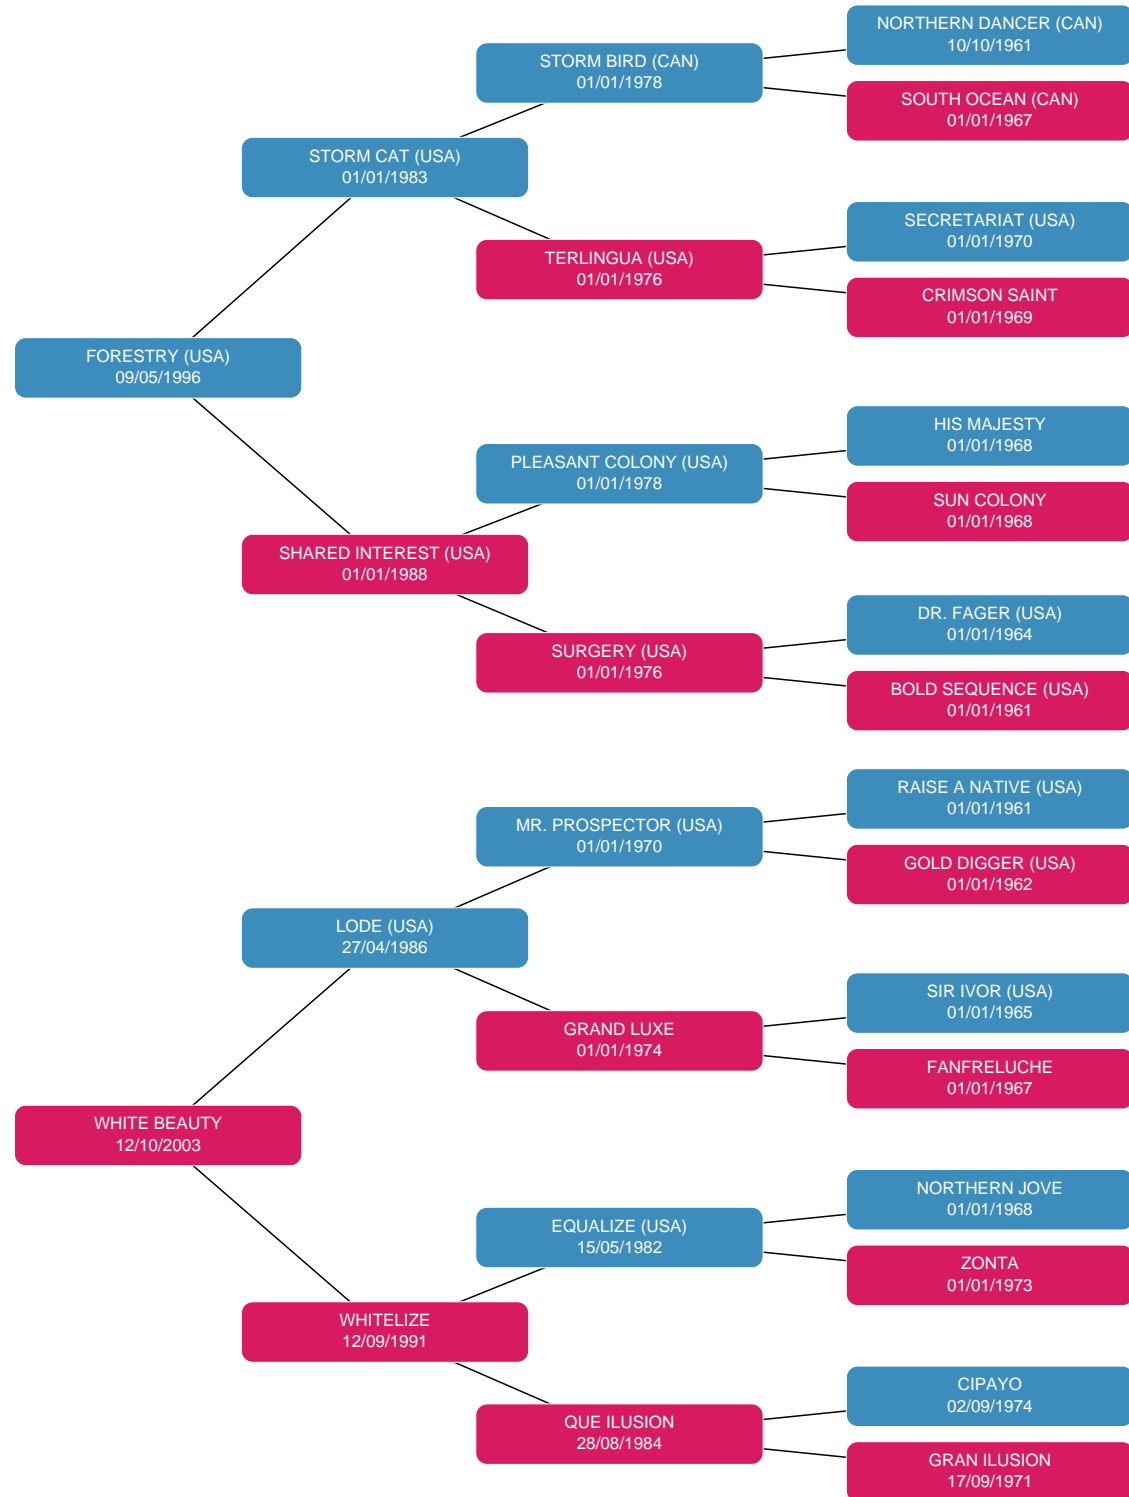 NORTHERN DANCER (CAN)
10/10/1961
STORM BIRD (CAN)
01/01/1978
SOUTH OCEAN (CAN)
01/01/1967
STORM CAT (USA)
01/01/1983
SECRETARIAT (USA)
01/01/1970
TERLINGUA (USA)
01/01/1976
CRIMSON SAINT
01/01/1969
FORESTRY (USA)
09/05/1996
HIS MAJESTY
01/01/1968
PLEASANT COLONY (USA)
01/01/1978
SUN COLONY
01/01/1968
SHARED INTEREST (USA)
01/01/1988
DR. FAGER (USA)
01/01/1964
SURGERY (USA)
01/01/1976
BOLD SEQUENCE (USA)
01/01/1961
RAISE A NATIVE (USA)
01/01/1961
MR. PROSPECTOR (USA)
01/01/1970
GOLD DIGGER (USA)
01/01/1962
LODE (USA)
27/04/1986
SIR IVOR (USA)
01/01/1965
GRAND LUXE
01/01/1974
FANFRELUCHE
01/01/1967
WHITE BEAUTY
12/10/2003
NORTHERN JOVE
01/01/1968
EQUALIZE (USA)
15/05/1982
ZONTA
01/01/1973
WHITELIZE
12/09/1991
CIPAYO
02/09/1974
QUE ILUSION
28/08/1984
GRAN ILUSION
17/09/1971